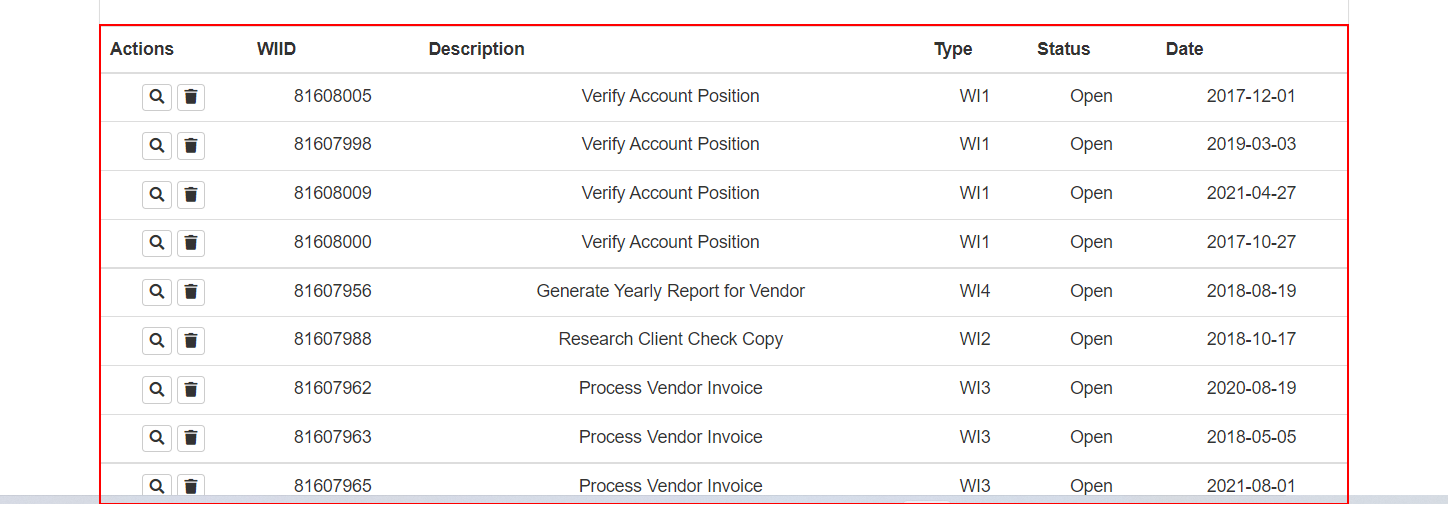 Actions WIID Description Type Status Date
81608005 Verify Account Position WI1 Open 2017-12-01
81607998 Verify Account Position WI1 Open 2019-03-03
81608009 Verify Account Position WI1 Open 2021-04-27
81608000 Verify Account Position WI1 Open 2017-10-27
81607956 Generate Yearly Report for Vendor WI4 Open 2018-08-19
81607988 Research Client Check Copy WI2 Open 2018-10-17
81607962 Process Vendor Invoice WI3 Open 2020-08-19
81607963 Process Vendor Invoice WI3 Open 2018-05-05
81607965 Process Vendor Invoice WI3 Open 2021-08-01